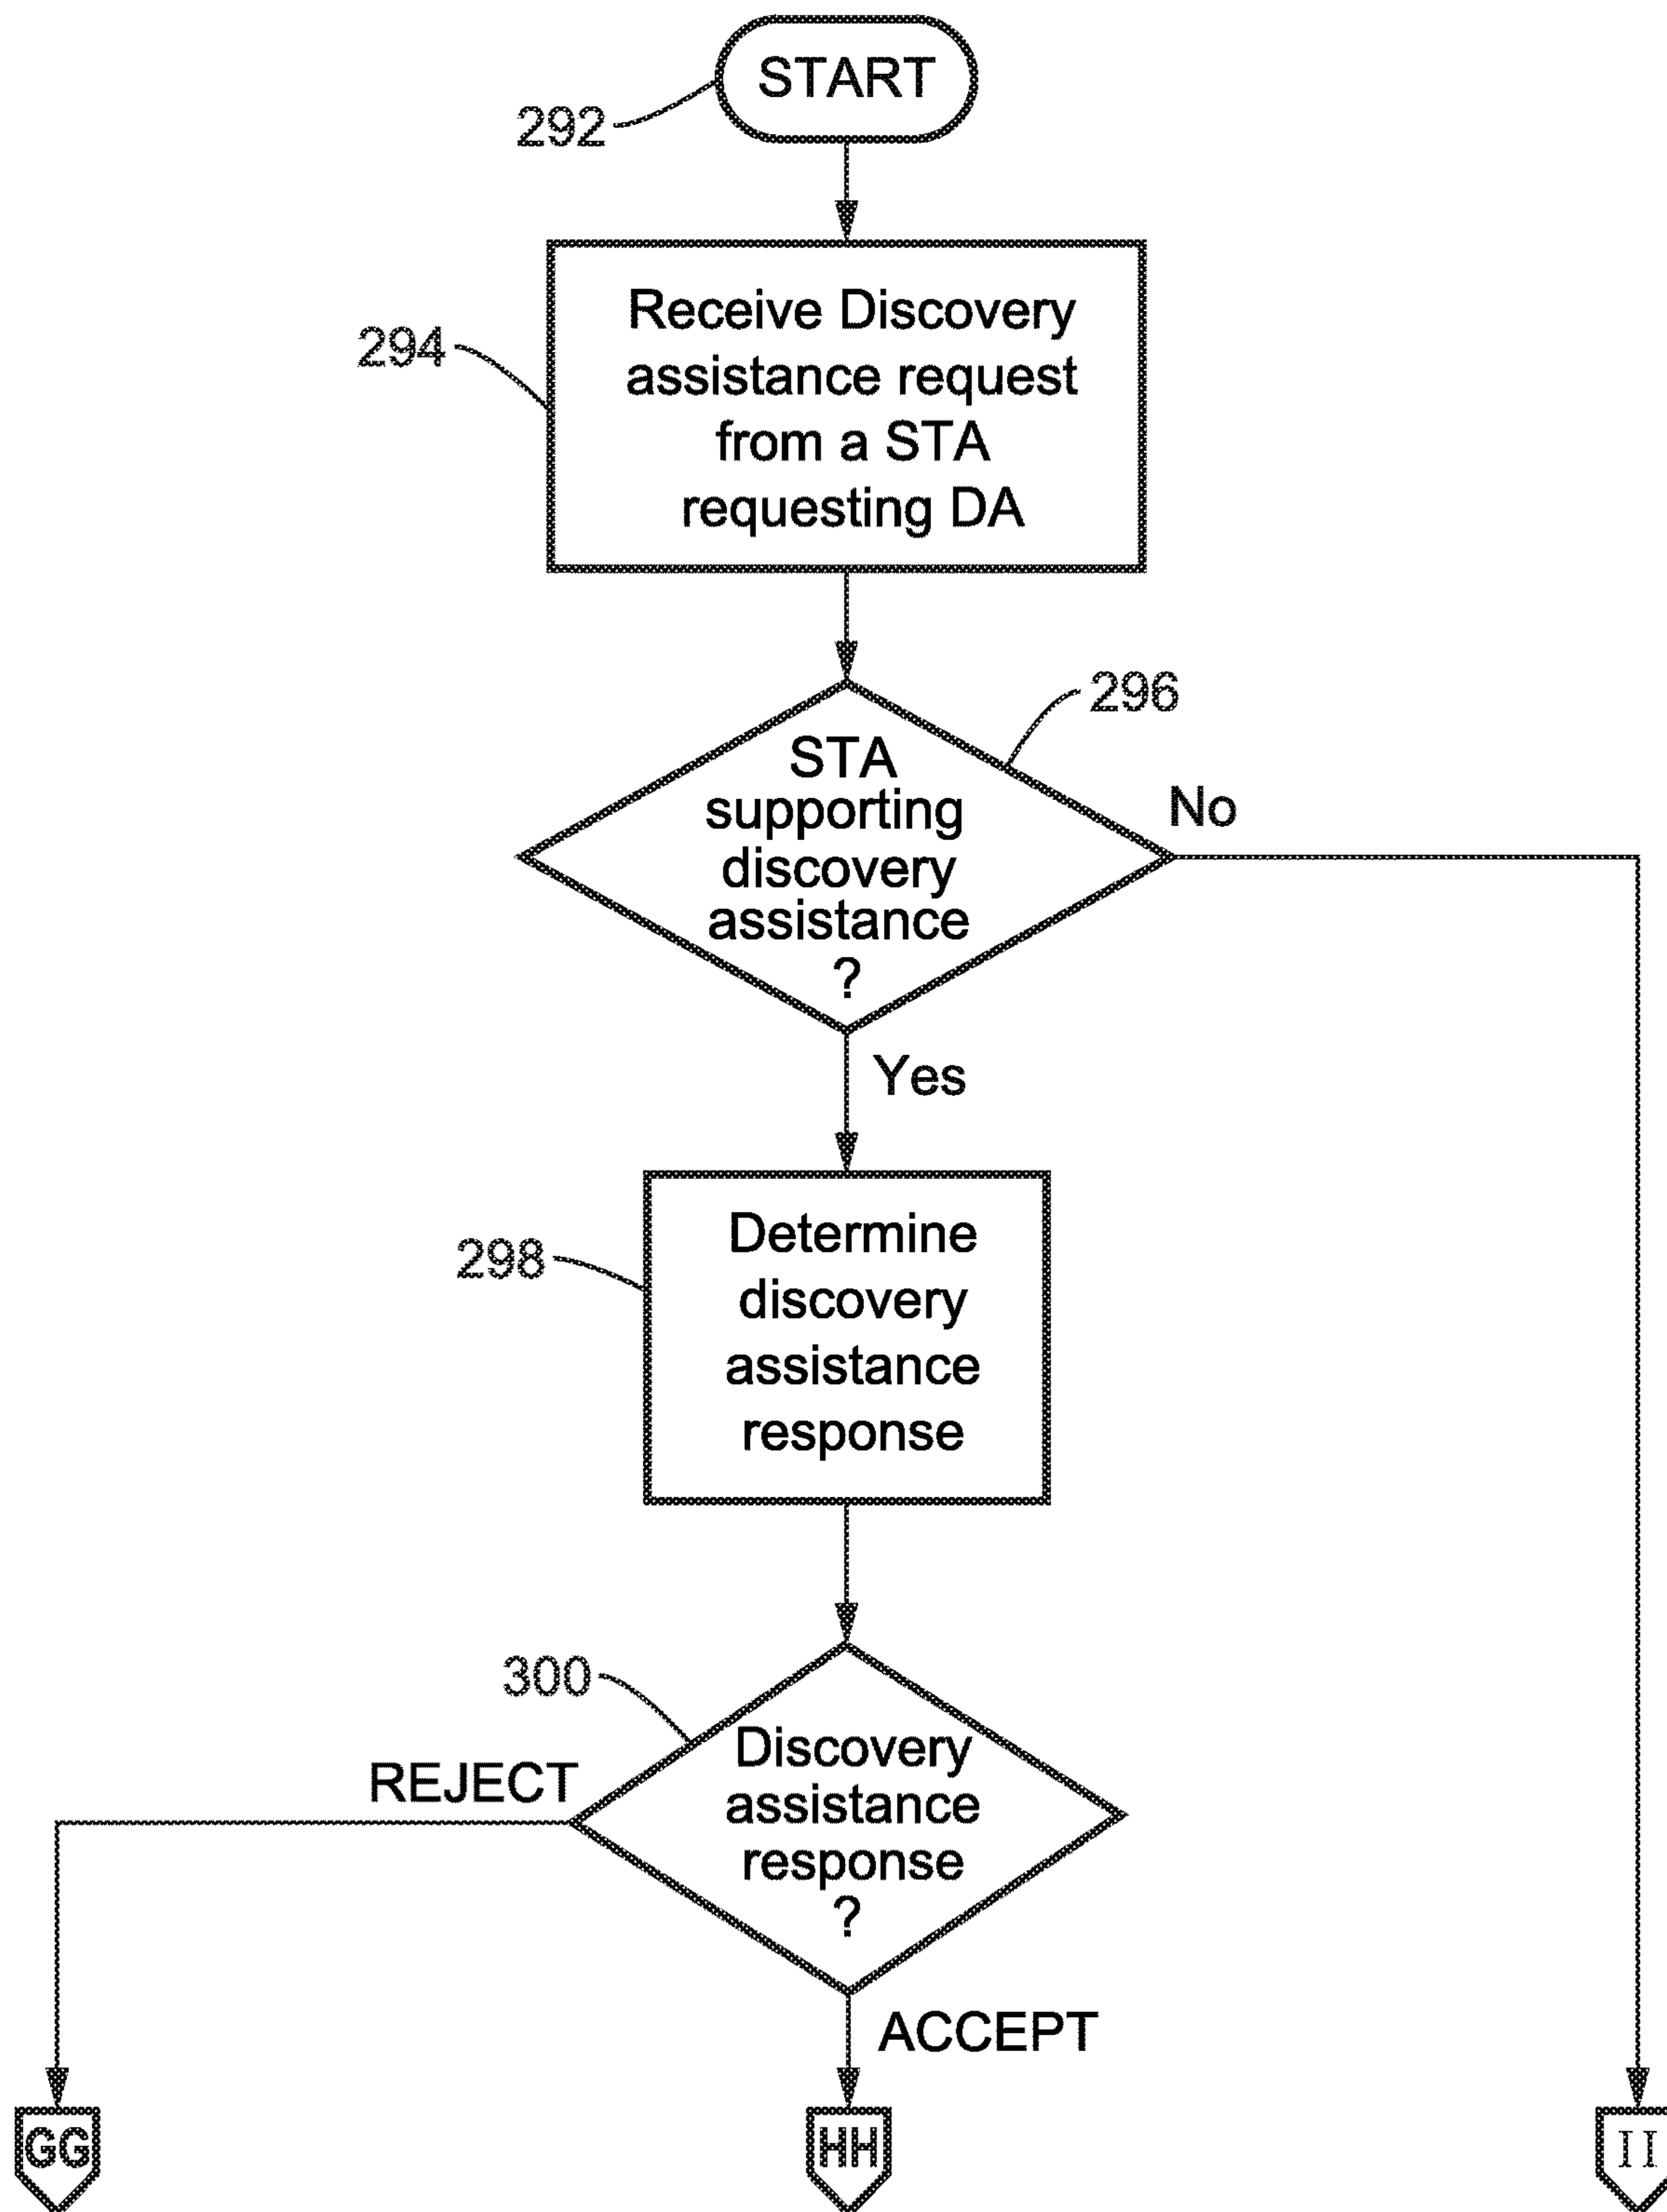 START
292
294
Receive Discovery
assistance request
from a STA
requesting DA
296
STA
supporting
discovery
assistance
?
No
Yes
298
Determine
discovery
assistance
response
300
REJECT
Discovery
assistance
response
?
ACCEPT
GG
HH
II